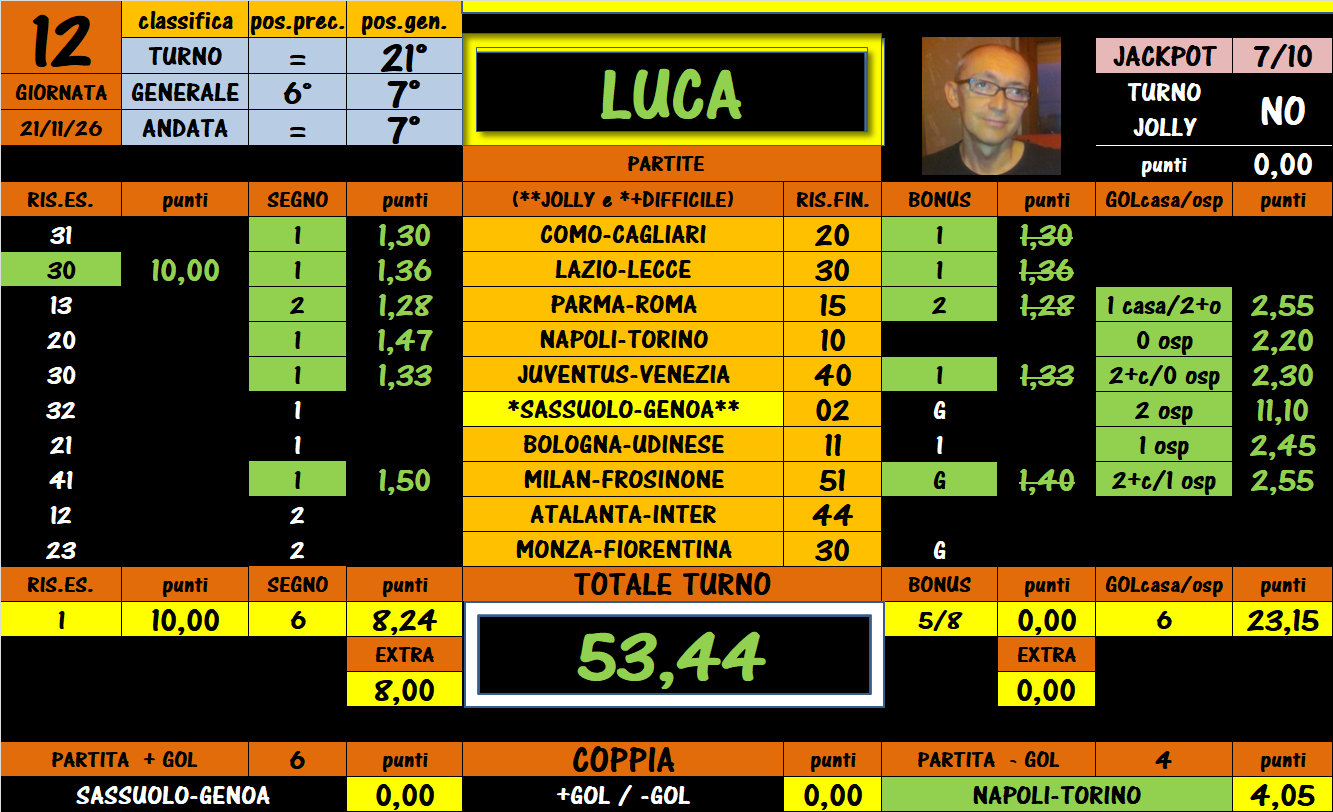 12 classifica pos.prec. pos.gen.
TURNO = 21° LUCA JACKPOT 7/10
GIORNATA GENERALE 6° 7° TURNO JOLLY NO
21/11/26 ANDATA = 7°
PARTITE punti 0,00
RIS.ES. punti SEGNO punti (**JOLLY e *+DIFFICILE) RIS.FIN. BONUS punti GOLcasa/osp punti
31 1 1,30 COMO-CAGLIARI 20 1 1,30
30 10,00 1 1,36 LAZIO-LECCE 30 1 1,36
13 2 1,28 PARMA-ROMA 15 2 1,28 1 casa/2+o 2,55
20 1 1,47 NAPOLI-TORINO 10 0 osp 2,20
30 1 1,33 JUVENTUS-VENEZIA 40 1 1,33 2+c/0 osp 2,30
32 1 *SASSUOLO-GENOA** 02 G 2 osp 11,10
21 1 BOLOGNA-UDINESE 11 1 1 osp 2,45
41 1 1,50 MILAN-FROSINONE 51 G 1,40 2+c/1 osp 2,55
12 2 ATALANTA-INTER 44
23 2 MONZA-FIORENTINA 30 G
RIS.ES. punti SEGNO punti TOTALE TURNO BONUS punti GOLcasa/osp punti
1 10,00 6 8,24 53,44 5/8 0,00 6 23,15
EXTRA EXTRA
8,00 0,00
PARTITA + GOL 6 punti COPPIA punti PARTITA - GOL 4 punti
SASSUOLO-GENOA 0,00 +GOL / -GOL 0,00 NAPOLI-TORINO 4,05